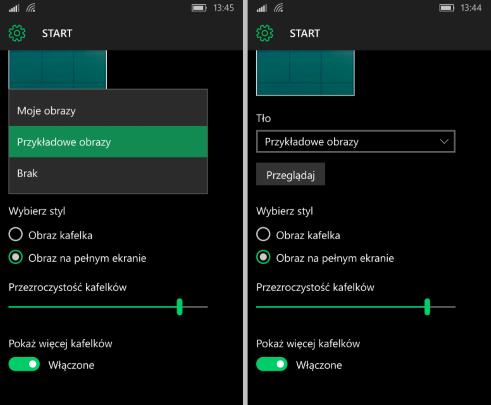 13:45
START
Moje obrazy
Przykładowe obrazy
Brak
Wybierz styl
Obraz kafelka
Obraz na pełnym ekranie
Przezroczystość kafelków
Pokaż więcej kafelków
Włączone
13:44
START
Tło
Przykładowe obrazy
Przeglądaj
Wybierz styl
Obraz kafelka
Obraz na pełnym ekranie
Przezroczystość kafelków
Pokaż więcej kafelków
Włączone